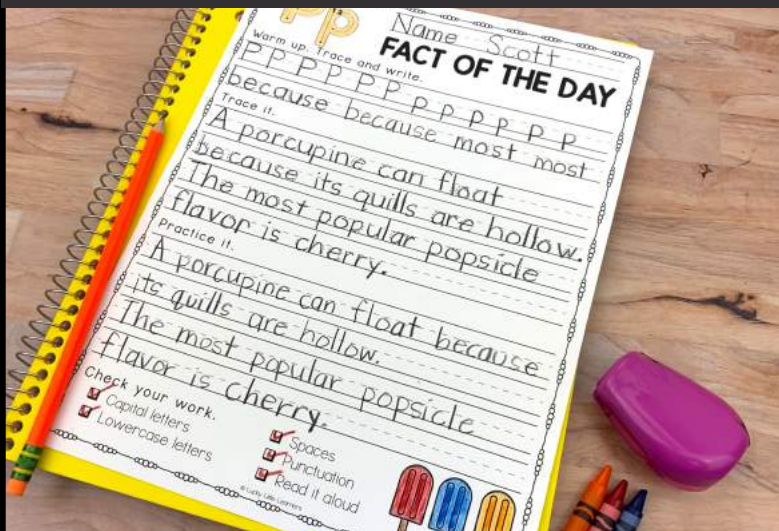 Pp
Name Scott
FACT OF THE DAY
Warm up. Trace and write.
P P P P P P p p p p p p
because because most most
Trace it.
A porcupine can float
because its quills are hollow.
The most popular popsicle
flavor is cherry.
Practice it.
A porcupine can float because
its quills are hollow.
The most popular popsicle
flavor is cherry.
Check your work.
Capital letters
Lowercase letters
Spaces
Punctuation
Read it aloud
© Lucky Little Learners